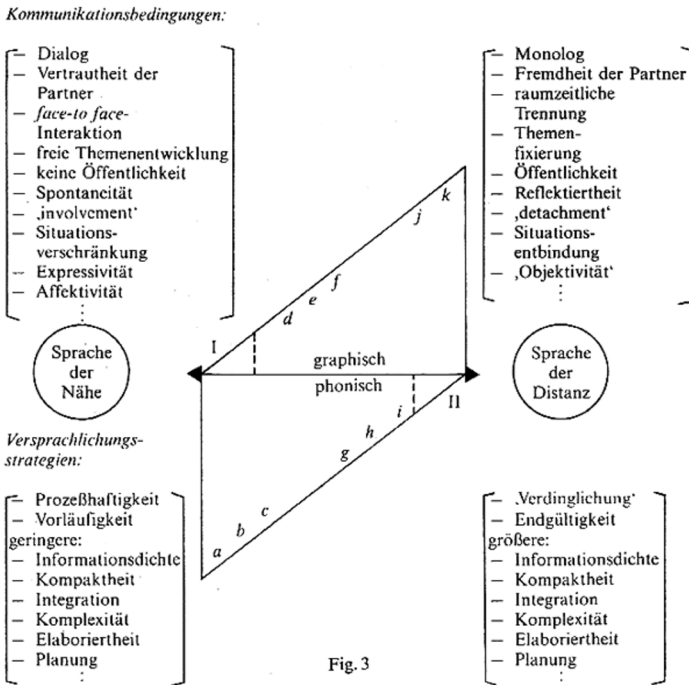 Kommunikationsbedingungen:
– Dialog
– Vertrautheit der
Partner
– face-to face-
Interaktion
– freie Themenentwicklung
– keine Öffentlichkeit
– Spontaneität
– ‚involvement‘
– Situations-
verschränkung
– Expressivität
– Affektivität
⋮
– Monolog
– Fremdheit der Partner
– raumzeitliche
Trennung
– Themen-
fixierung
– Öffentlichkeit
– Reflektiertheit
– ‚detachment‘
– Situations-
entbindung
– ‚Objektivität‘
⋮
k
j
f
e
d
I
Sprache
der
Nähe
graphisch
phonisch
Sprache
der
Distanz
II
i
h
g
c
b
a
Versprachlichungs-
strategien:
– Prozeßhaftigkeit
– Vorläufigkeit
geringere:
– Informationsdichte
– Kompaktheit
– Integration
– Komplexität
– Elaboriertheit
– Planung
⋮
– ‚Verdinglichung‘
– Endgültigkeit
größere:
– Informationsdichte
– Kompaktheit
– Integration
– Komplexität
– Elaboriertheit
– Planung
⋮
Fig. 3